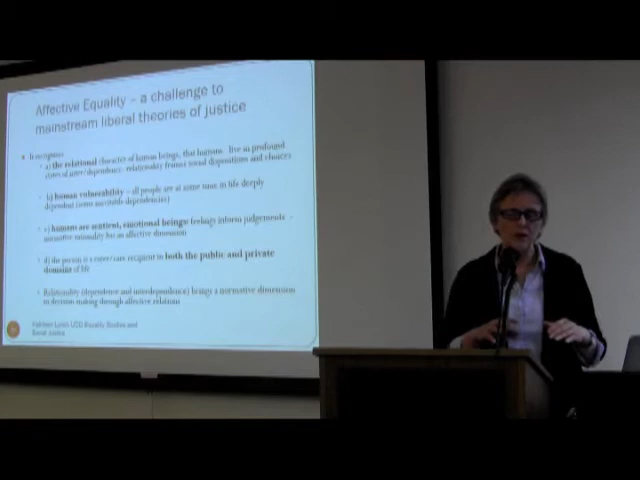 Affective Equality – a challenge to
mainstream liberal theories of justice
It recognises
a) the relational character of human beings, that humans live in profound
states of inter/dependence - relationality frames social dispositions and choices
b) human vulnerability – all people are at some time in life deeply
dependent (some inevitable dependencies)
c) humans are sentient, emotional beings: feelings inform judgements –
normative rationality has an affective dimension
d) the person is a carer/care recipient in both the public and private
domains of life
Relationality (dependence and interdependence) brings a normative dimension
to decision making through affective relations
Kathleen Lynch UCD Equality Studies and
Social Justice